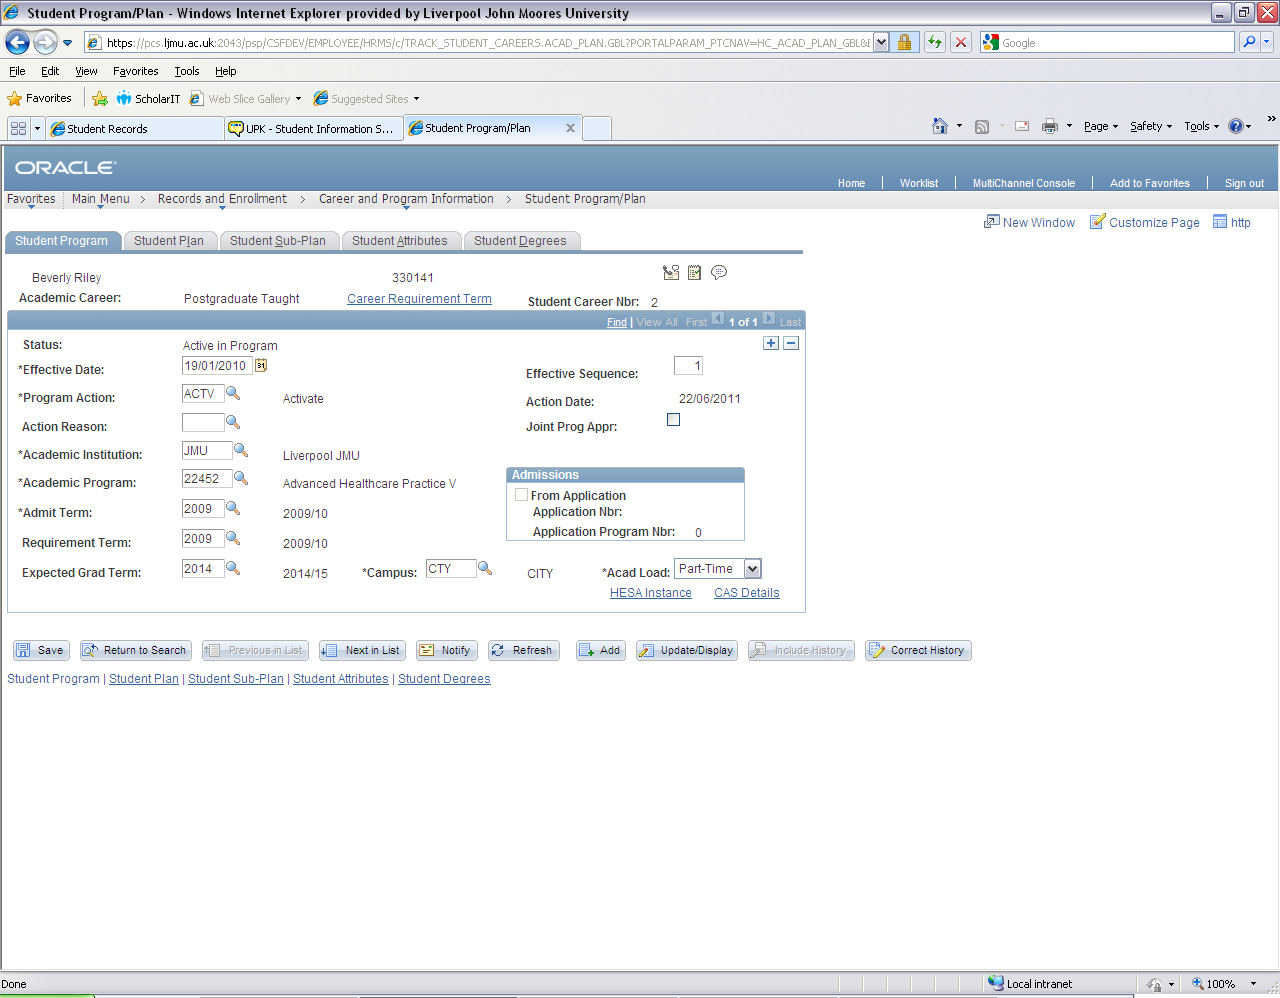 Student Program/Plan - Windows Internet Explorer provided by Liverpool John Moores University
https://pcs.ljmu.ac.uk:2043/psp/CSFDEV/EMPLOYEE/HRMS/c/TRACK_STUDENT_CAREERS.ACAD_PLAN.GBL?PORTALPARAM_PTCNAV=HC_ACAD_PLAN_GBL&E Google
File Edit View Favorites Tools Help
Favorites ScholarIT Web Slice Gallery Suggested Sites
Student Records UPK - Student Information S... Student Program/Plan Page Safety Tools »
ORACLE
Home Worklist MultiChannel Console Add to Favorites Sign out
Favorites Main Menu > Records and Enrollment > Career and Program Information > Student Program/Plan
New Window Customize Page http
Student Program Student Plan Student Sub-Plan Student Attributes Student Degrees
Beverly Riley 330141
Academic Career: Postgraduate Taught Career Requirement Term Student Career Nbr: 2
Find | View All First 1 of 1 Last
Status: Active in Program
*Effective Date: 19/01/2010 Effective Sequence: 1
*Program Action: ACTV Activate Action Date: 22/06/2011
Action Reason: Joint Prog Appr:
*Academic Institution: JMU Liverpool JMU
*Academic Program: 22452 Advanced Healthcare Practice V
Admissions
From Application
Application Nbr:
Application Program Nbr: 0
*Admit Term: 2009 2009/10
Requirement Term: 2009 2009/10
Expected Grad Term: 2014 2014/15 *Campus: CTY CITY *Acad Load: Part-Time
HESA Instance CAS Details
Save Return to Search Previous in List Next in List Notify Refresh Add Update/Display Include History Correct History
Student Program | Student Plan | Student Sub-Plan | Student Attributes | Student Degrees
Done Local intranet 100%